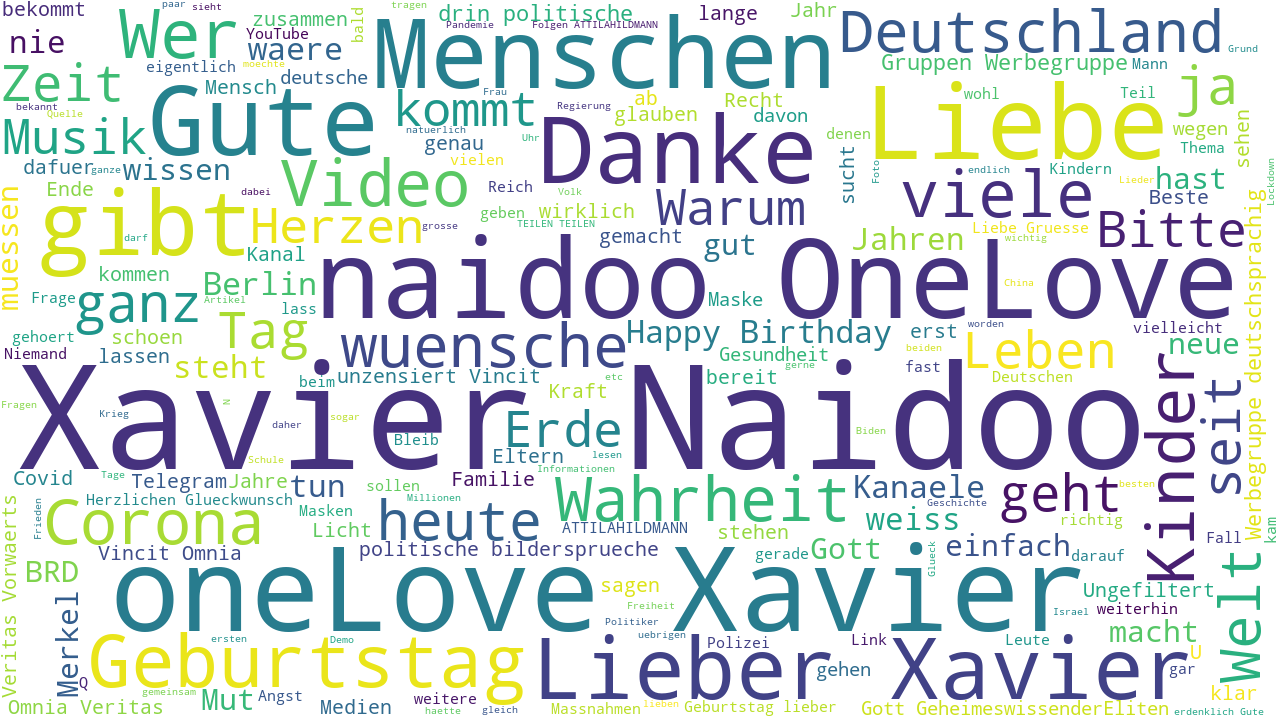 bekommt
paar
sieht
tragen
drin politische
lange
Jahr
Deutschland
Wer
zusammen
bald
Pandemie
Folgen ATTILAHILDMANN
Menschen
nie
YouTube
waere
Grund
eigentlich
moechte
Gruppen Werbegruppe
Mann
Zeit
Mensch
deutsche
Gute
kommt
Frau
Regierung
ab
Recht
Liebe
wohl
Teil
ja
bekannt
Quelle
glauben
davon
Musik
natuerlich
Uhr
Danke
denen
wegen
sehen
genau
Thema
dafuer
ganze
wissen
vielen
Foto
endlich
Kindern
Lieder
hast
Lockdown
Ende
dabei
Video
Reich
Volk
sucht
viele
Beste
muessen
gibt
Herzen
grosse
geben
wirklich
TEILEN TEILEN
Warum
Liebe Gruesse
Bitte
darf
Kanal
gemacht
gut
Jahren
wichtig
kommen
Berlin
naidoo OneLove
China
Frage
ganz
Artikel
lass
Maske
Werbegruppe deutschsprachig
gehoert
schoen
Tag
wuensche
Happy Birthday
erst
worden
vielleicht
Niemand
lassen
steht
Gesundheit
beiden
Leben
neue
beim
unzensiert Vincit
etc
bereit
gerne
fast
Deutschen
Xavier Naidoo
Fragen
Krieg
N
daher
sogar
Kraft
Erde
Bleib
Biden
Kinder
seit
Schule
Eltern
lesen
Covid
Tage
Telegram
Jahre
tun
sollen
Familie
Informationen
Kanaele
geht
besten
Herzlichen Glueckwunsch
Masken
Millionen
Wahrheit
Geschichte
Veritas Vorwaerts
Frieden
Corona
Licht
heute
ATTILAHILDMANN
stehen
weiss
richtig
kam
Vincit Omnia
politische bildersprueche
gerade
Gott
Glueck
einfach
darauf
Fall
BRD
oneLove Xavier
sagen
Ungefiltert
Welt
Merkel
Freiheit
Israel
weiterhin
ersten
Demo
Politiker
uebrigen
Polizei
Link
Leute
macht
Geburtstag
Lieber Xavier
gehen
gar
U
Q
gemeinsam
Mut
Angst
weitere
klar
Omnia Veritas
haette
gleich
Medien
Massnahmen
lieben
Geburtstag lieber
Gott GeheimeswissenderEliten
erdenklich Gute